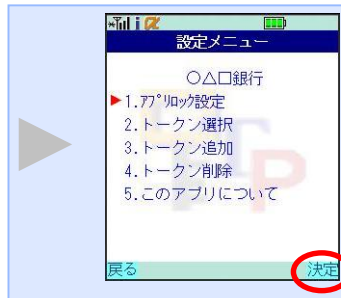 設定メニュー
○△□銀行
1.ｱﾌﾟﾘﾛｯｸ設定
2.トークン選択
3.トークン追加
4.トークン削除
5.このアプリについて
戻る 決定